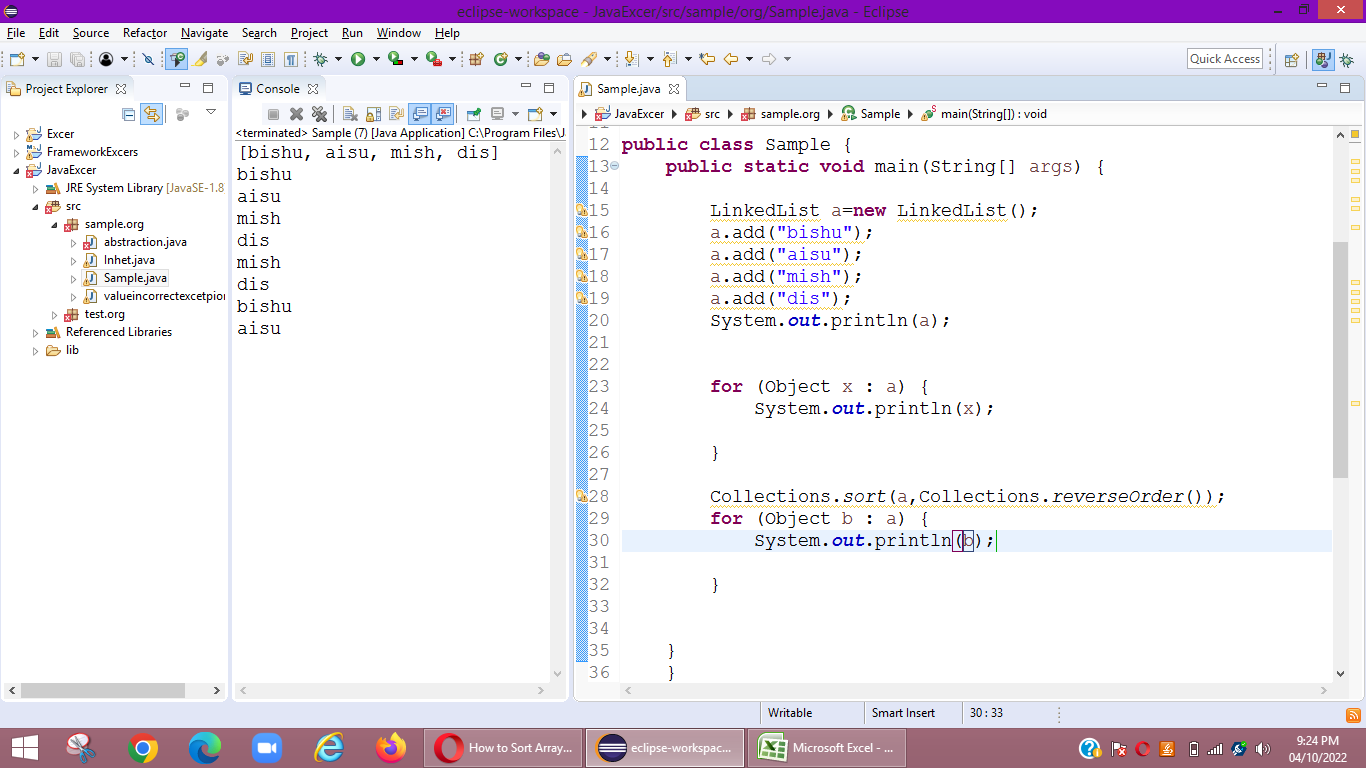 eclipse-workspace - JavaExcer/src/sample/org/Sample.java - Eclipse
File Edit Source Refactor Navigate Search Project Run Window Help
Quick Access
Project Explorer
Excer
FrameworkExcers
JavaExcer
JRE System Library [JavaSE-1.8
src
sample.org
abstraction.java
Inhet.java
Sample.java
valueincorrectexcetpion
test.org
Referenced Libraries
lib
Console
<terminated> Sample (7) [Java Application] C:\Program Files\J
[bishu, aisu, mish, dis]
bishu
aisu
mish
dis
mish
dis
bishu
aisu
Sample.java
JavaExcer src sample.org Sample main(String[]) : void
12 public class Sample {
13 public static void main(String[] args) {
14
15 LinkedList a=new LinkedList();
16 a.add("bishu");
17 a.add("aisu");
18 a.add("mish");
19 a.add("dis");
20 System.out.println(a);
21
22
23 for (Object x : a) {
24 System.out.println(x);
25
26 }
27
28 Collections.sort(a,Collections.reverseOrder());
29 for (Object b : a) {
30 System.out.println(b);
31
32 }
33
34
35 }
36 }
Writable Smart Insert 30 : 33
How to Sort Array... eclipse-workspac... Microsoft Excel - ...
9:24 PM
04/10/2022